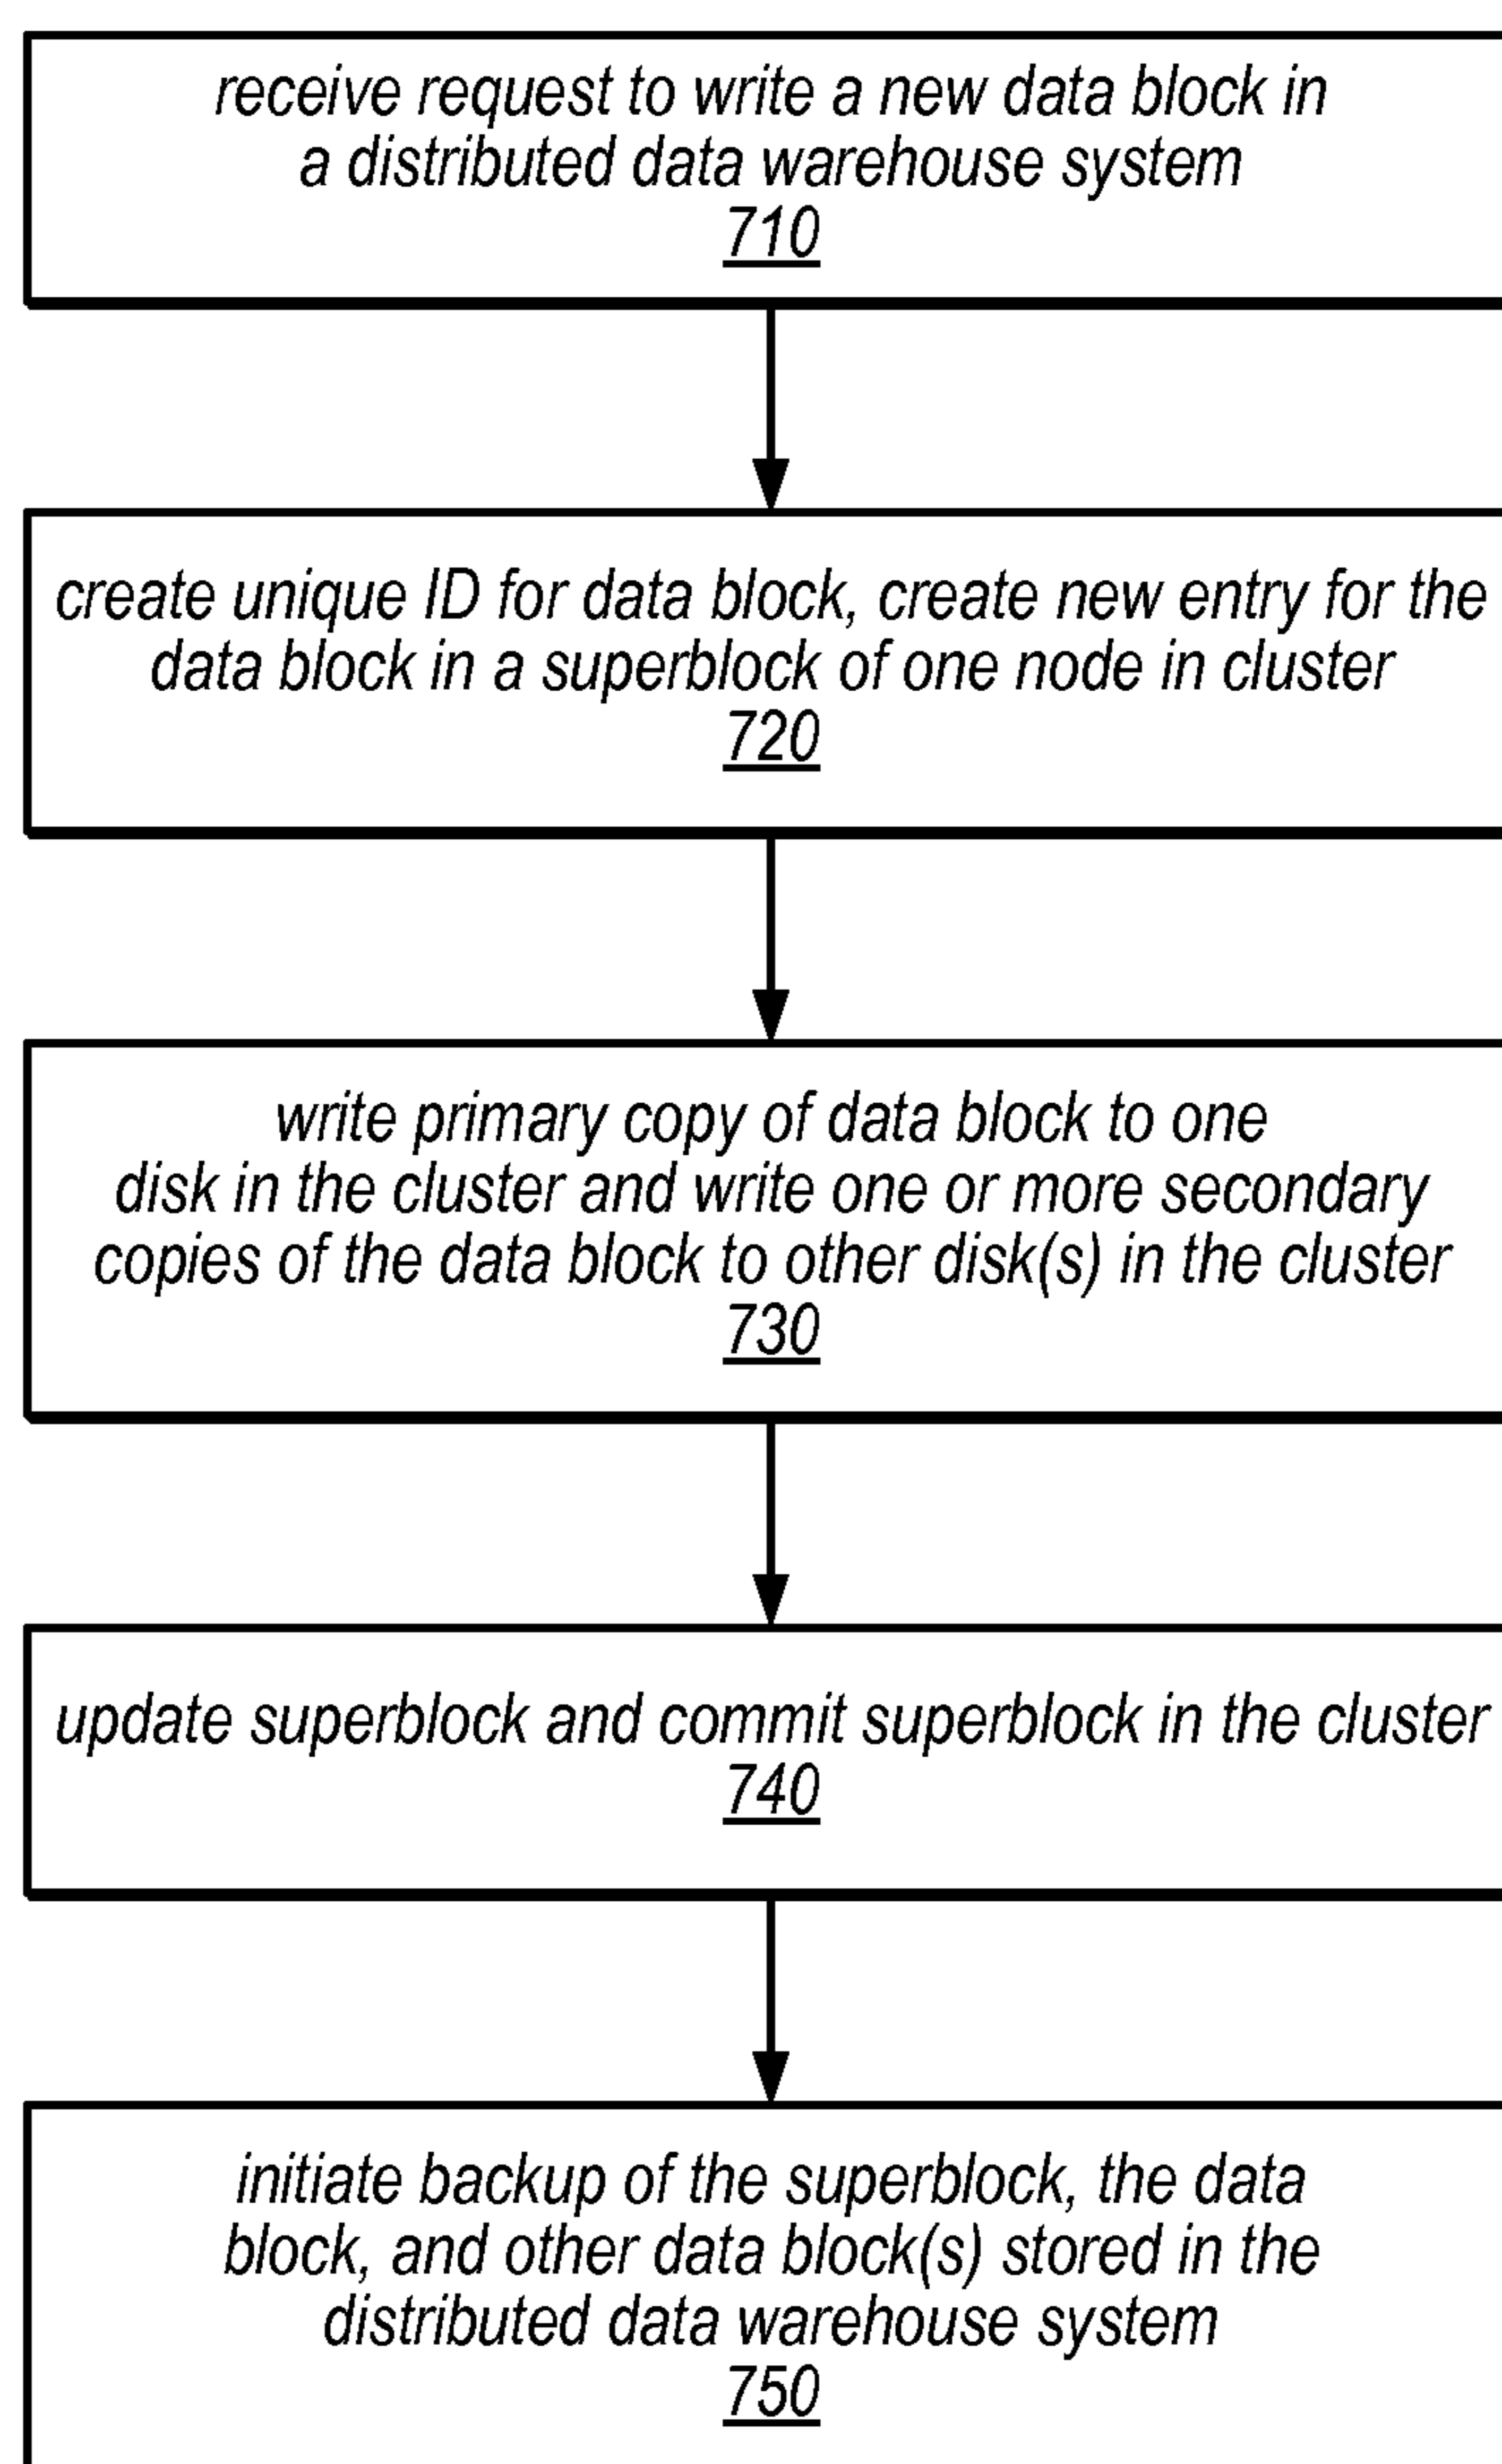 receive request to write a new data block in
a distributed data warehouse system
710
create unique ID for data block, create new entry for the
data block in a superblock of one node in cluster
720
write primary copy of data block to one
disk in the cluster and write one or more secondary
copies of the data block to other disk(s) in the cluster
730
update superblock and commit superblock in the cluster
740
initiate backup of the superblock, the data
block, and other data block(s) stored in the
distributed data warehouse system
750